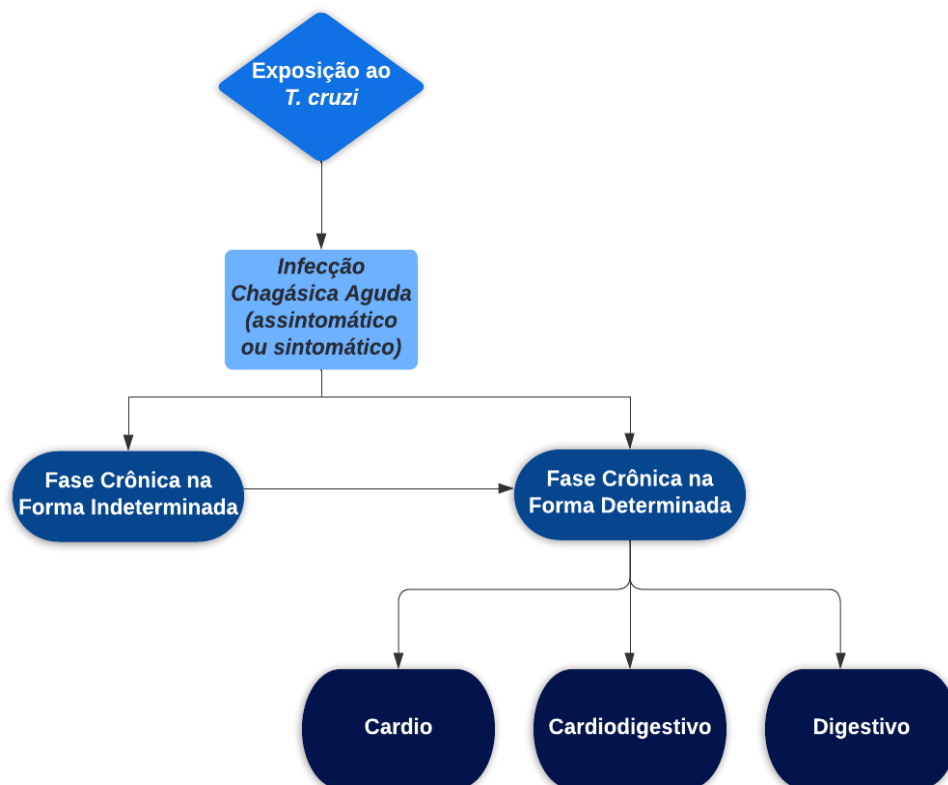 Exposição ao
T. cruzi
Infecção
Chagásica Aguda
(assintomático
ou sintomático)
Fase Crônica na
Forma Indeterminada
Fase Crônica na
Forma Determinada
Cardio
Cardiodigestivo
Digestivo